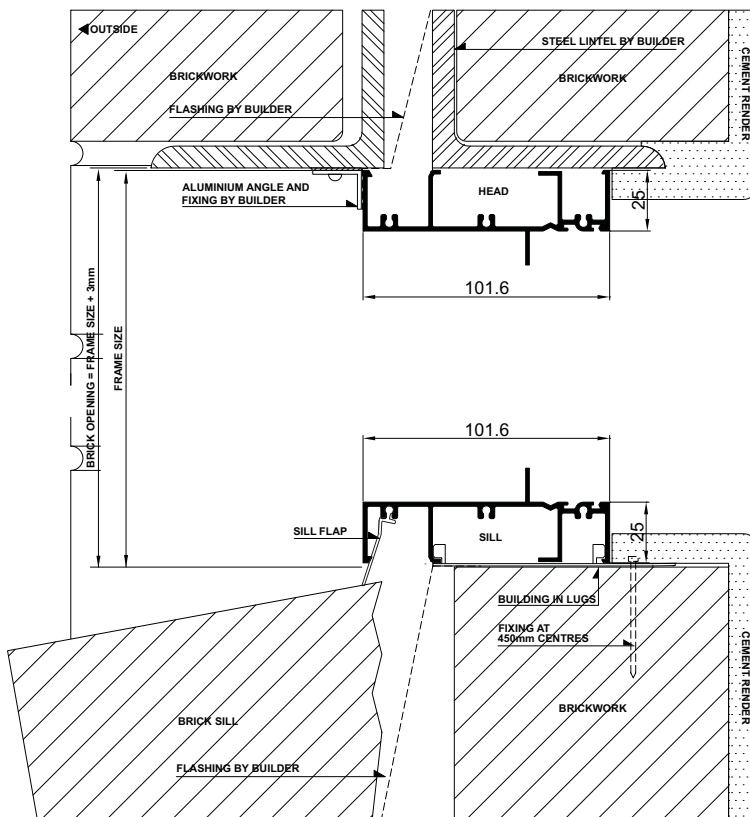 OUTSIDE
STEEL LINTEL BY BUILDER
BRICKWORK
BRICKWORK
CEMENT RENDER
FLASHING BY BUILDER
ALUMINIUM ANGLE AND
FIXING BY BUILDER
HEAD
25
101.6
BRICK OPENING = FRAME SIZE + 3mm
FRAME SIZE
101.6
SILL FLAP
SILL
25
BUILDING IN LUGS
FIXING AT
450mm CENTRES
CEMENT RENDER
BRICKWORK
BRICK SILL
FLASHING BY BUILDER